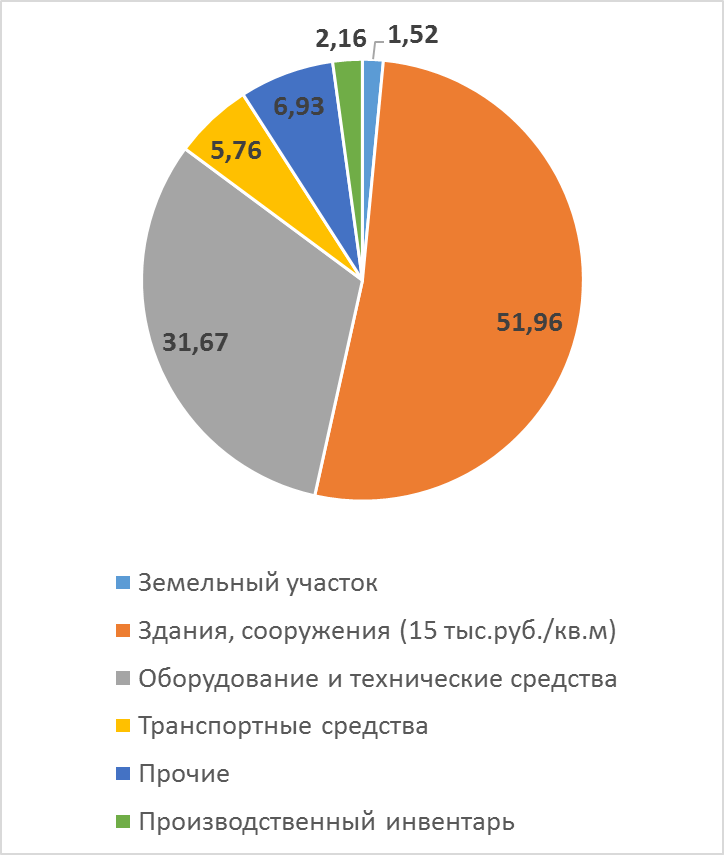 2,16
1,52
6,93
5,76
51,96
31,67
Земельный участок
Здания, сооружения (15 тыс.руб./кв.м)
Оборудование и технические средства
Транспортные средства
Прочие
Производственный инвентарь